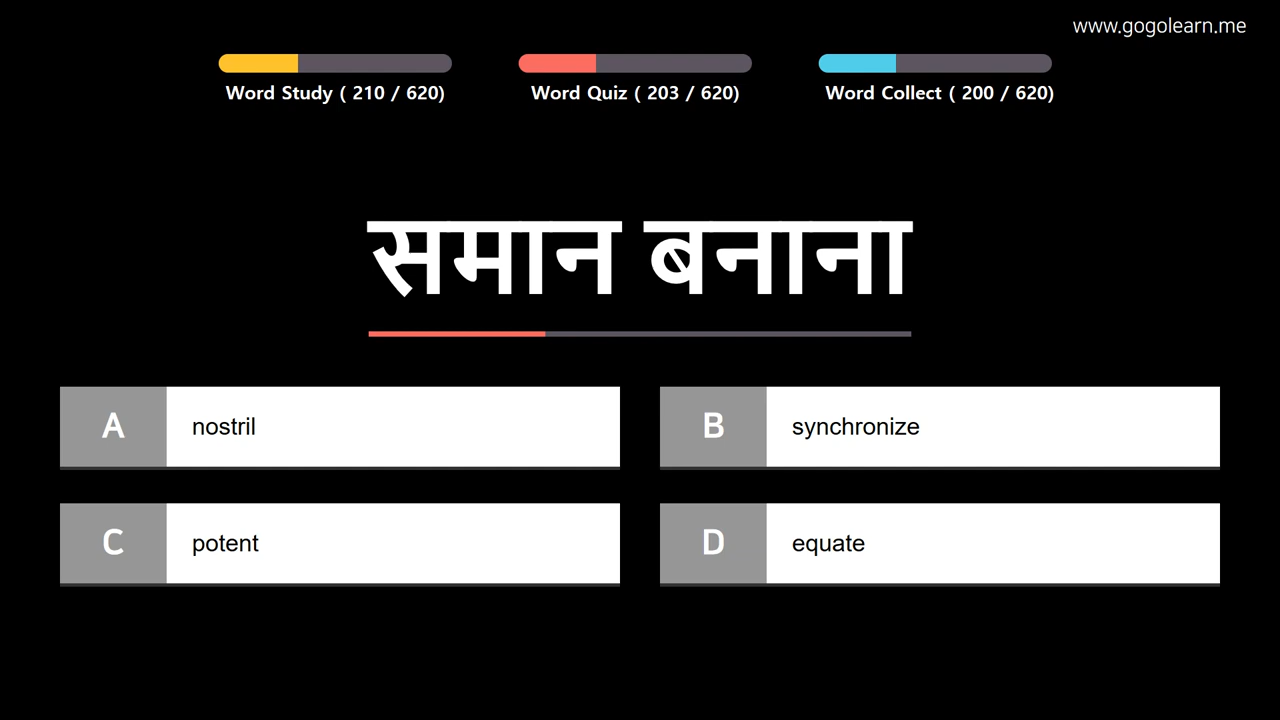 www.gogolearn.me
Word Study ( 210 / 620)
Word Quiz ( 203 / 620)
Word Collect ( 200 / 620)
समान बनाना
A nostril
B synchronize
C potent
D equate